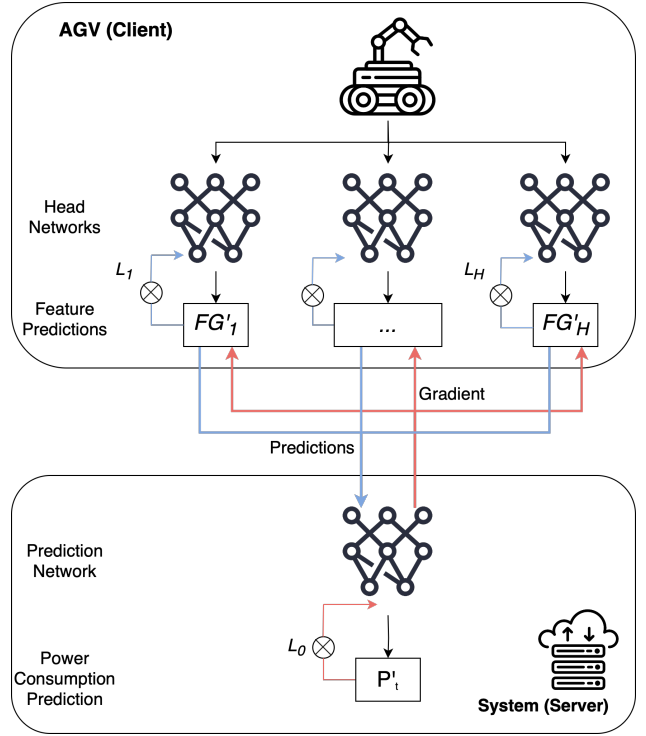 AGV (Client)
Head
Networks
L1
LH
Feature
Predictions
FG'1
...
FG'H
Gradient
Predictions
Prediction
Network
L0
Power
Consumption
Prediction
P't
System (Server)